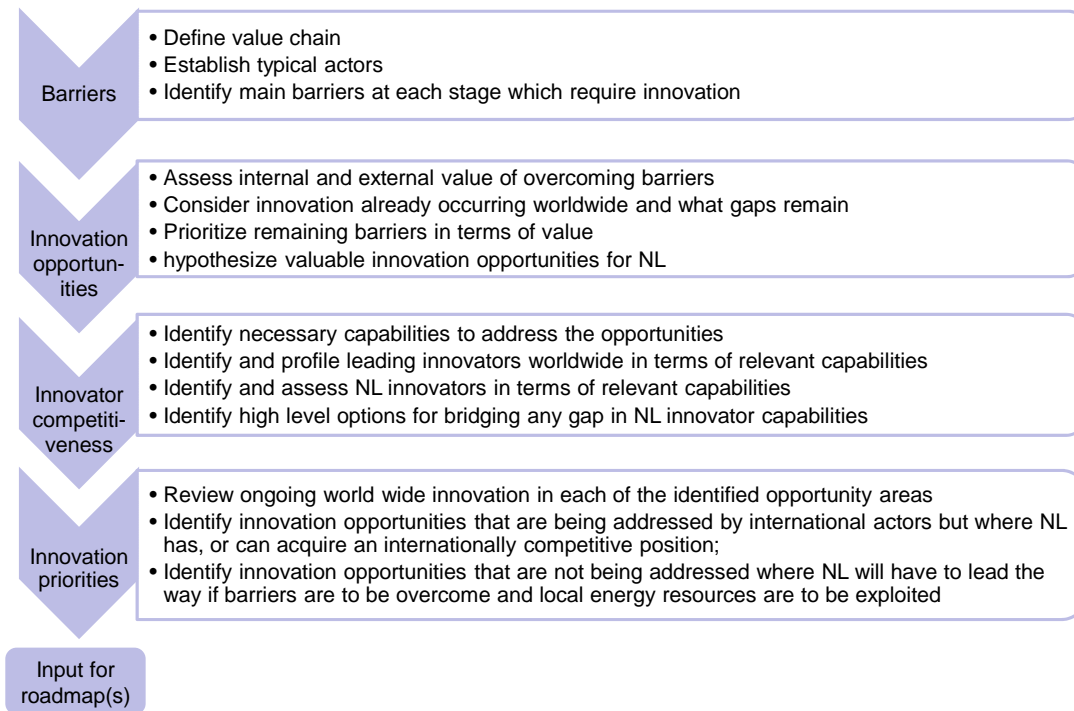 Barriers
• Define value chain
• Establish typical actors
• Identify main barriers at each stage which require innovation
Innovation
opportun-
ities
• Assess internal and external value of overcoming barriers
• Consider innovation already occurring worldwide and what gaps remain
• Prioritize remaining barriers in terms of value
• hypothesize valuable innovation opportunities for NL
Innovator
competiti-
veness
• Identify necessary capabilities to address the opportunities
• Identify and profile leading innovators worldwide in terms of relevant capabilities
• Identify and assess NL innovators in terms of relevant capabilities
• Identify high level options for bridging any gap in NL innovator capabilities
Innovation
priorities
• Review ongoing world wide innovation in each of the identified opportunity areas
• Identify innovation opportunities that are being addressed by international actors but where NL
has, or can acquire an internationally competitive position;
• Identify innovation opportunities that are not being addressed where NL will have to lead the
way if barriers are to be overcome and local energy resources are to be exploited
Input for
roadmap(s)